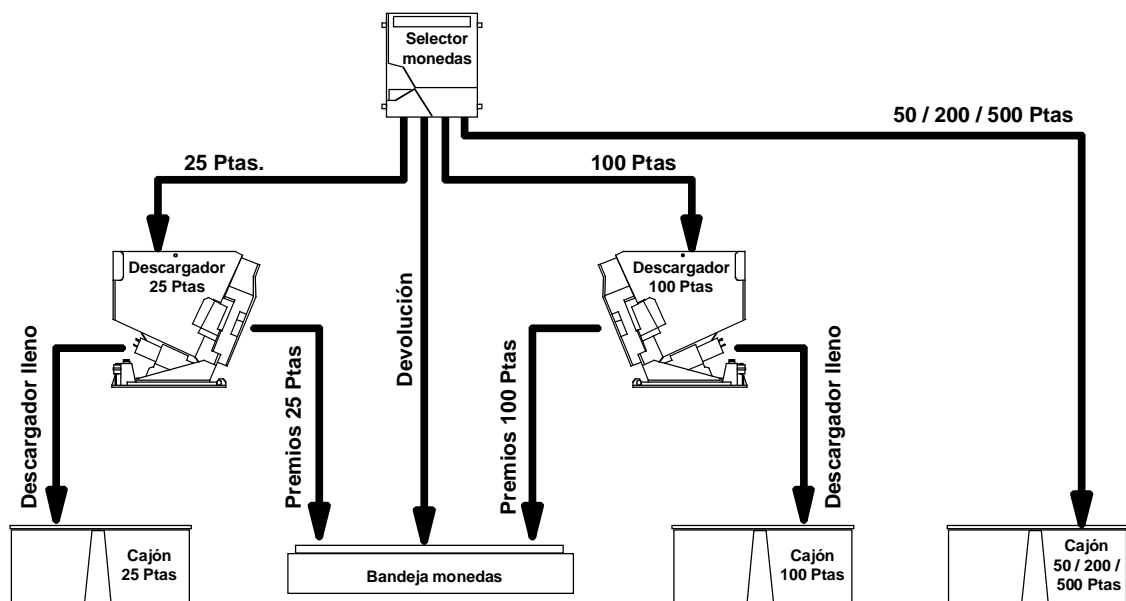 Selector
monedas
50 / 200 / 500 Ptas
25 Ptas.
100 Ptas
Descargador
25 Ptas
Descargador
100 Ptas
Devolución
Descargador lleno
Premios 25 Ptas
Premios 100 Ptas
Descargador lleno
Cajón
25 Ptas
Bandeja monedas
Cajón
100 Ptas
Cajón
50 / 200 /
500 Ptas